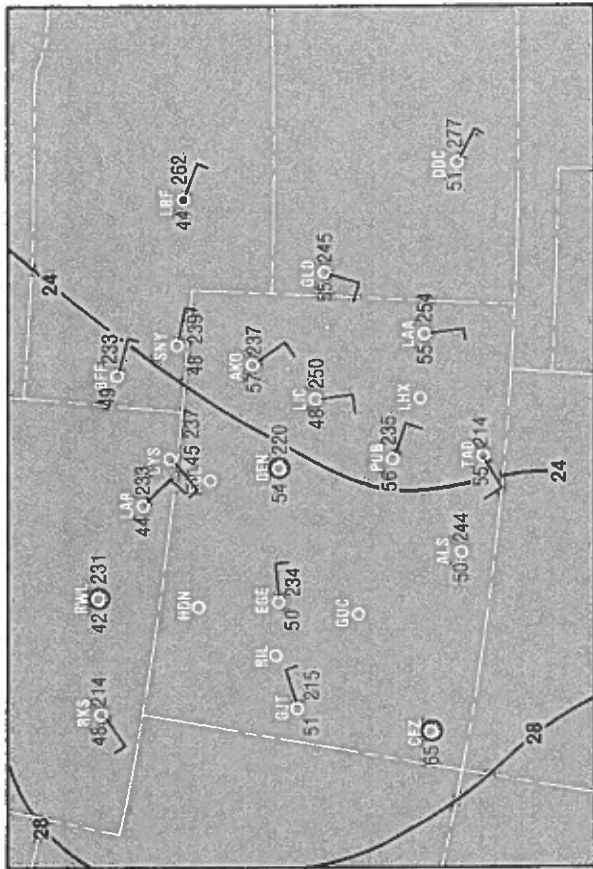 28
24
RKS
48 214
RWL
42 231
LAR
44 233
BFF
49 233
CYS
45 237
SNY
48 239
LBF
44 262
HDN
AKO
57 237
RIL
GJT
51 215
EGE
50 234
DEN
54 220
LIC
48 250
GLD
55 245
GUC
PUB
56 235
LHX
LAA
55 254
CEZ
65
ALS
50 244
TAD
55 214
DDC
51 277
28
24